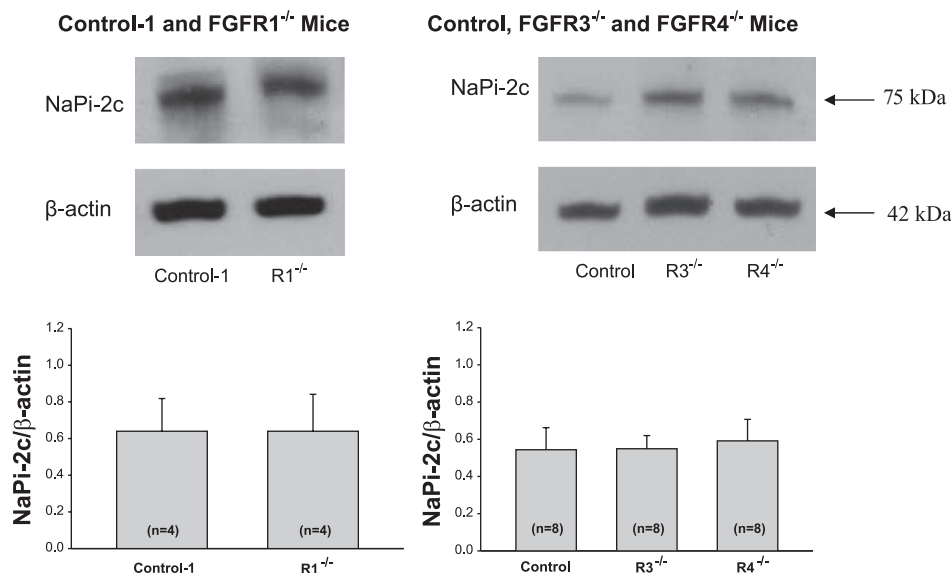 Control-1 and FGFR1-/- Mice
NaPi-2c
β-actin
Control-1 R1-/-
1.2
1.0
0.8
0.6
0.4
0.2
0.0
NaPi-2c/β-actin
(n=4) (n=4)
Control-1 R1-/-
Control, FGFR3-/- and FGFR4-/- Mice
NaPi-2c
75 kDa
β-actin
42 kDa
Control R3-/- R4-/-
1.2
1.0
0.8
0.6
0.4
0.2
0.0
NaPi-2c/β-actin
(n=8) (n=8) (n=8)
Control R3-/- R4-/-